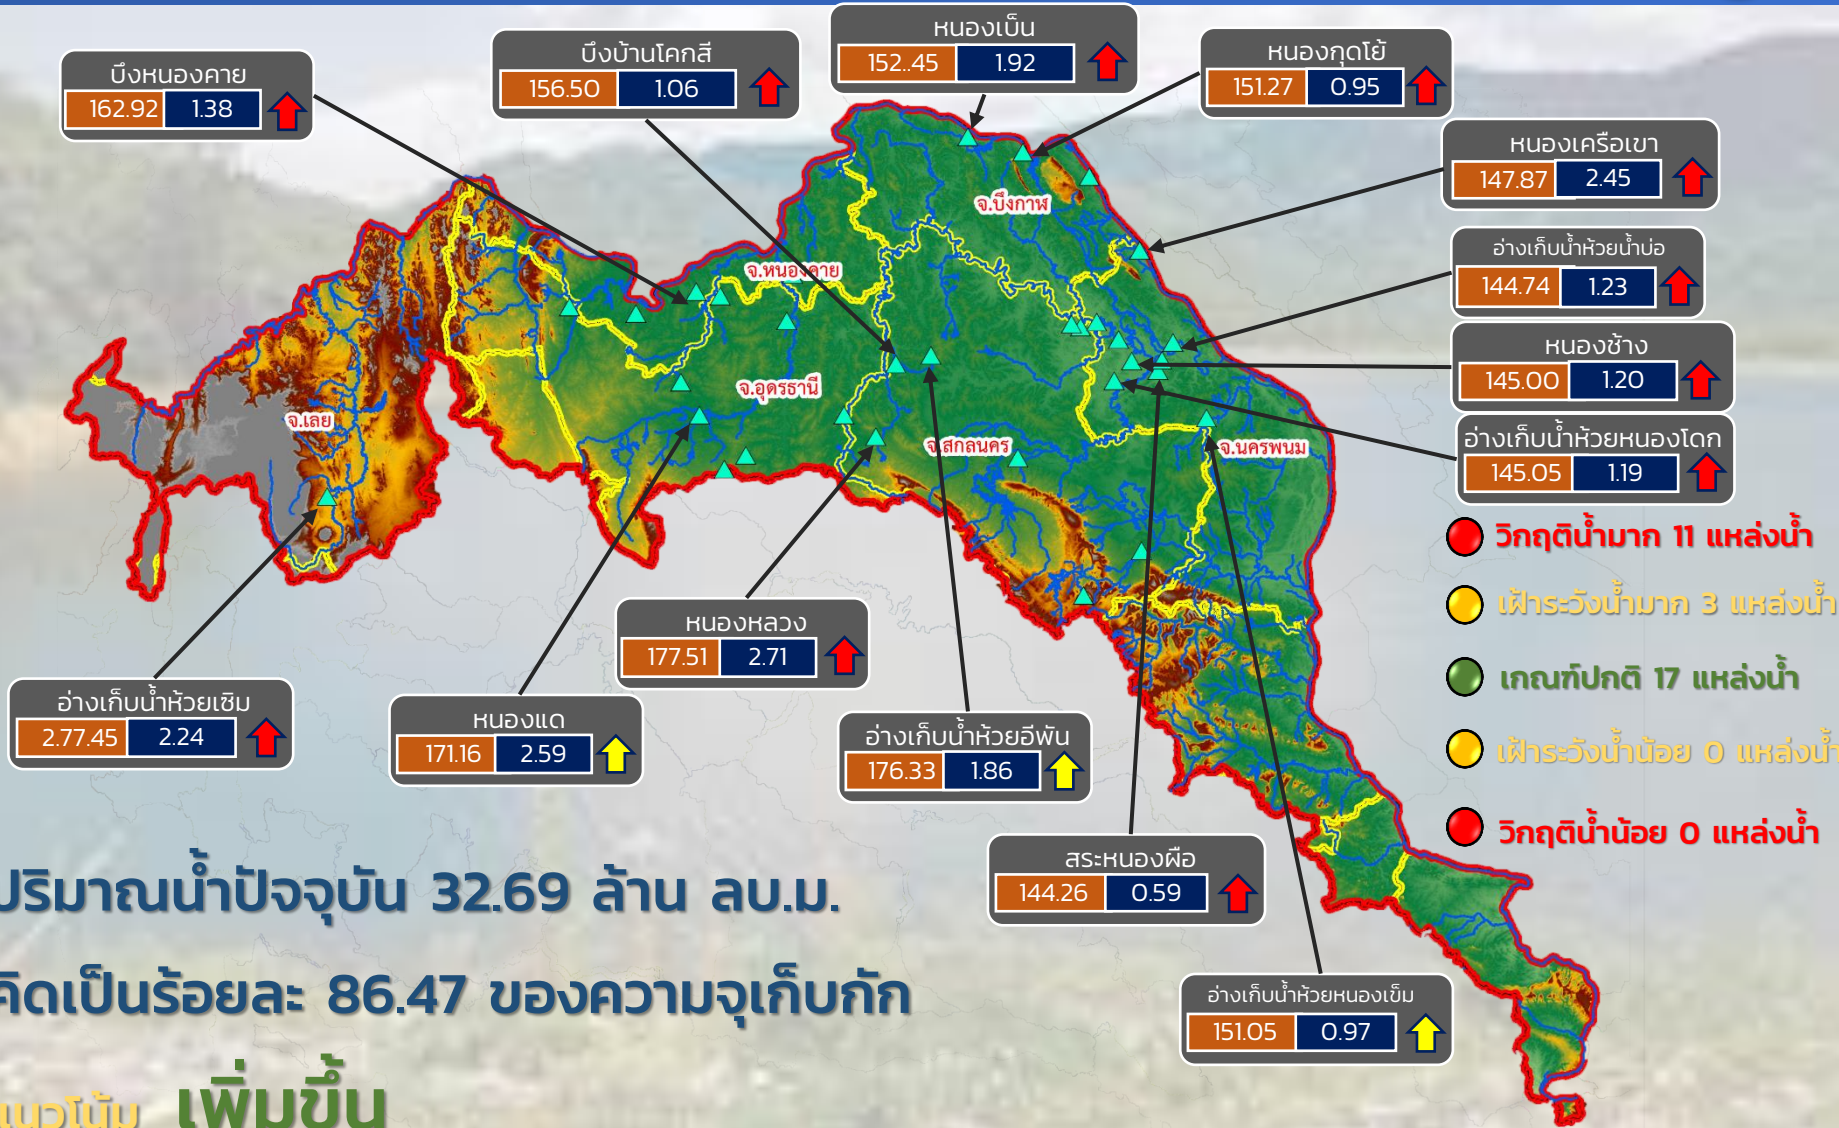 หนองเบ็น
152..45 1.92
บึงบ้านโคกสี
156.50 1.06
หนองกุดโย้
151.27 0.95
บึงหนองคาย
162.92 1.38
หนองเครือเขา
147.87 2.45
จ.บึงกาฬ
อ่างเก็บน้ำห้วยน้ำบ่อ
144.74 1.23
จ.หนองคาย
หนองช้าง
145.00 1.20
จ.อุดรธานี
จ.เลย
จ.สกลนคร
จ.นครพนม
อ่างเก็บน้ำห้วยหนองโดก
145.05 1.19
วิกฤติน้ำมาก 11 แหล่งน้ำ
เฝ้าระวังน้ำมาก 3 แหล่งน้ำ
เกณฑ์ปกติ 17 แหล่งน้ำ
เฝ้าระวังน้ำน้อย 0 แหล่งน้ำ
วิกฤติน้ำน้อย 0 แหล่งน้ำ
หนองหลวง
177.51 2.71
อ่างเก็บน้ำห้วยเซิม
2.77.45 2.24
หนองแด
171.16 2.59
อ่างเก็บน้ำห้วยอีพัน
176.33 1.86
สระหนองผือ
144.26 0.59
อ่างเก็บน้ำห้วยหนองเข็ม
151.05 0.97
ปริมาณน้ำปัจจุบัน 32.69 ล้าน ลบ.ม.
คิดเป็นร้อยละ 86.47 ของความจุเก็บกัก
แนวโน้ม เพิ่มขึ้น